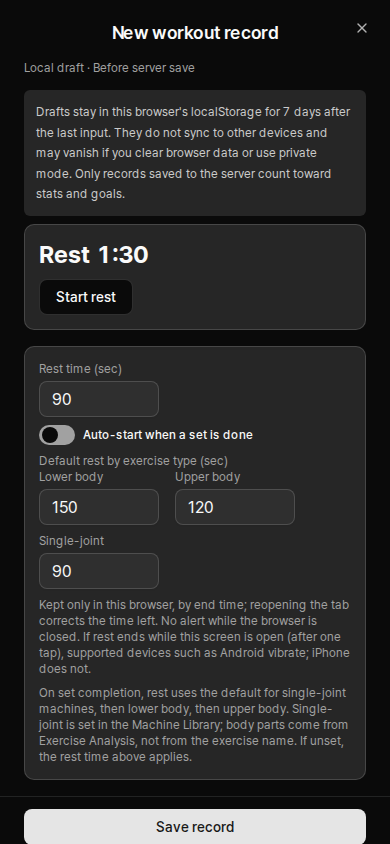 New workout record
Local draft · Before server save
Drafts stay in this browser's localStorage for 7 days after
the last input. They do not sync to other devices and
may vanish if you clear browser data or use private
mode. Only records saved to the server count toward
stats and goals.
Rest 1:30
Start rest
Rest time (sec)
90
Auto-start when a set is done
Default rest by exercise type (sec)
Lower body Upper body
150 120
Single-joint
90
Kept only in this browser, by end time; reopening the tab
corrects the time left. No alert while the browser is
closed. If rest ends while this screen is open (after one
tap), supported devices such as Android vibrate; iPhone
does not.
On set completion, rest uses the default for single-joint
machines, then lower body, then upper body. Single-
joint is set in the Machine Library; body parts come from
Exercise Analysis, not from the exercise name. If unset,
the rest time above applies.
Save record